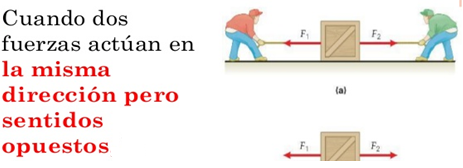 Cuando dos
fuerzas actúan en
la misma
dirección pero
sentidos
opuestos
F₁ F₂
(a)
F₁ F₂